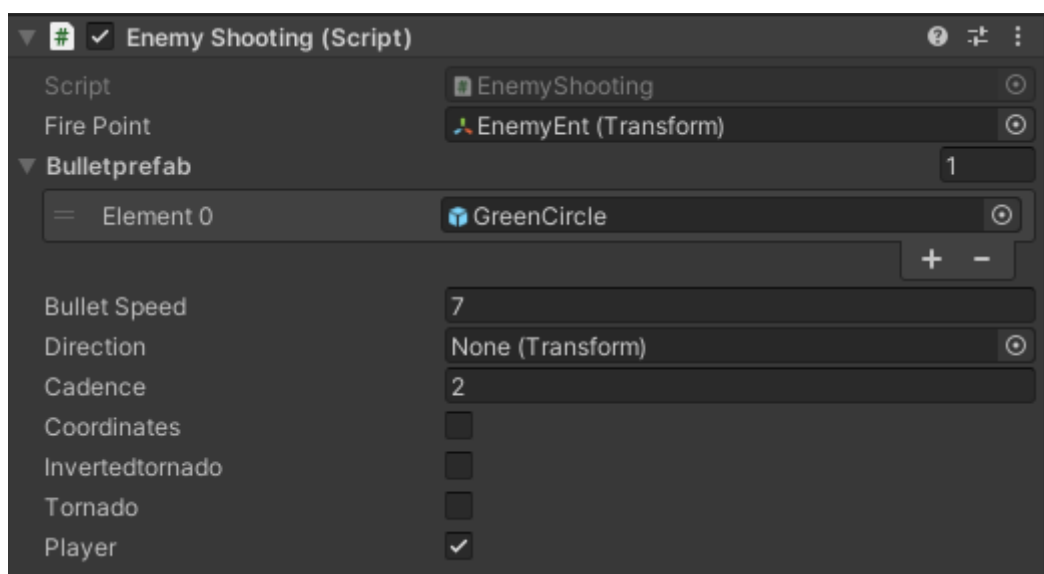 Enemy Shooting (Script)
Script EnemyShooting
Fire Point EnemyEnt (Transform)
Bulletprefab 1
Element 0 GreenCircle
+ −
Bullet Speed 7
Direction None (Transform)
Cadence 2
Coordinates
Invertedtornado
Tornado
Player